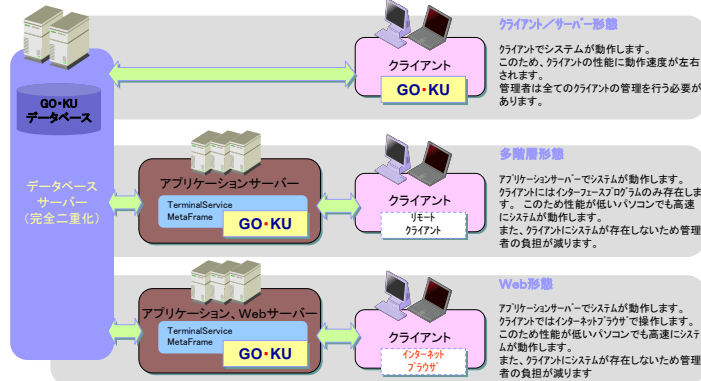 クライアント／サーバー形態
クライアントでシステムが動作します。
このため、クライアントの性能に動作速度が左右
されます。
管理者は全てのクライアントの管理を行う必要が
あります。
クライアント
GO・KU
GO・KU
データベース
データベース
サーバー
（完全二重化）
多階層形態
アプリケーションサーバーでシステムが動作します。
クライアントにはインターフェースプログラムのみ存在しま
す。 このため性能が低いパソコンでも高速
にシステムが動作します。
また、クライアントにシステムが存在しないため管理
者の負担が減ります。
アプリケーションサーバー
TerminalService
MetaFrame
GO・KU
クライアント
リモート
クライアント
Web形態
アプリケーションサーバーでシステムが動作します。
クライアントではインターネットブラウザで操作します。
このため性能が低いパソコンでも高速にシステ
ムが動作します。
また、クライアントにシステムが存在しないため管理
者の負担が減ります
アプリケーション、Webサーバー
TerminalService
MetaFrame
GO・KU
クライアント
インターネット
ブラウザ